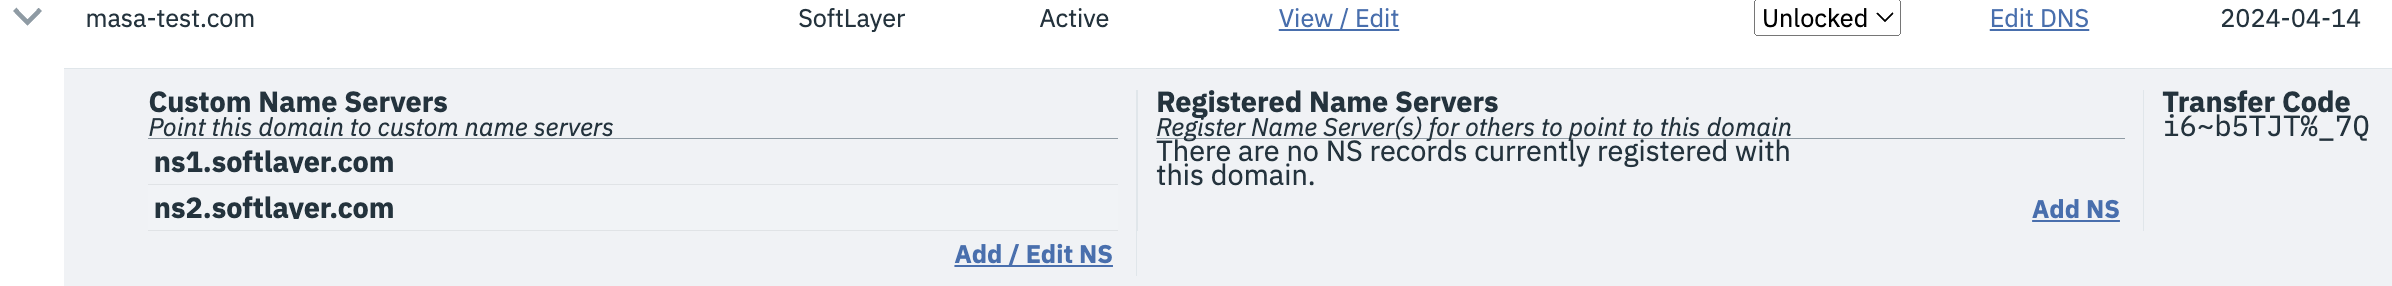 masa-test.com SoftLayer Active View / Edit Unlocked Edit DNS 2024-04-14
Custom Name Servers
Point this domain to custom name servers
ns1.softlayer.com
ns2.softlayer.com
Add / Edit NS
Registered Name Servers
Register Name Server(s) for others to point to this domain
There are no NS records currently registered with
this domain.
Add NS
Transfer Code
i6~b5TJT%_7Q